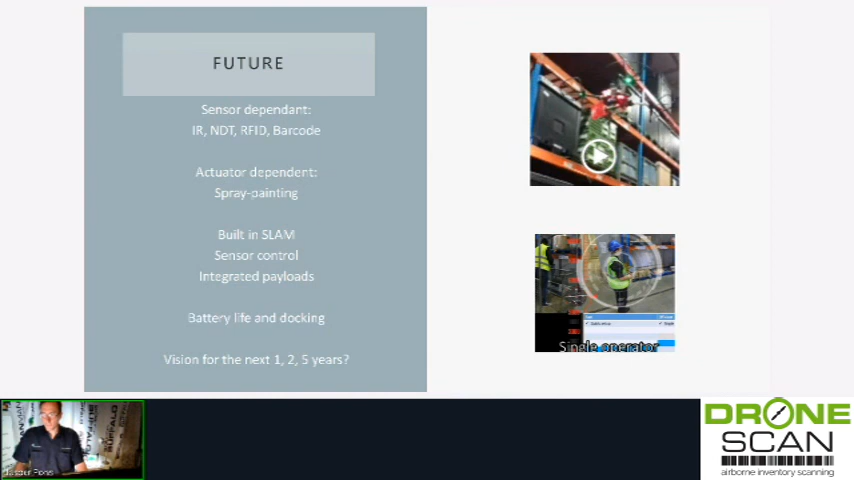 FUTURE
Sensor dependant:
IR, NDT, RFID, Barcode
Actuator dependent:
Spray-painting
Built in SLAM
Sensor control
Integrated payloads
Battery life and docking
Vision for the next 1, 2, 5 years?
Single operator
DRONE
SCAN
airborne inventory scanning